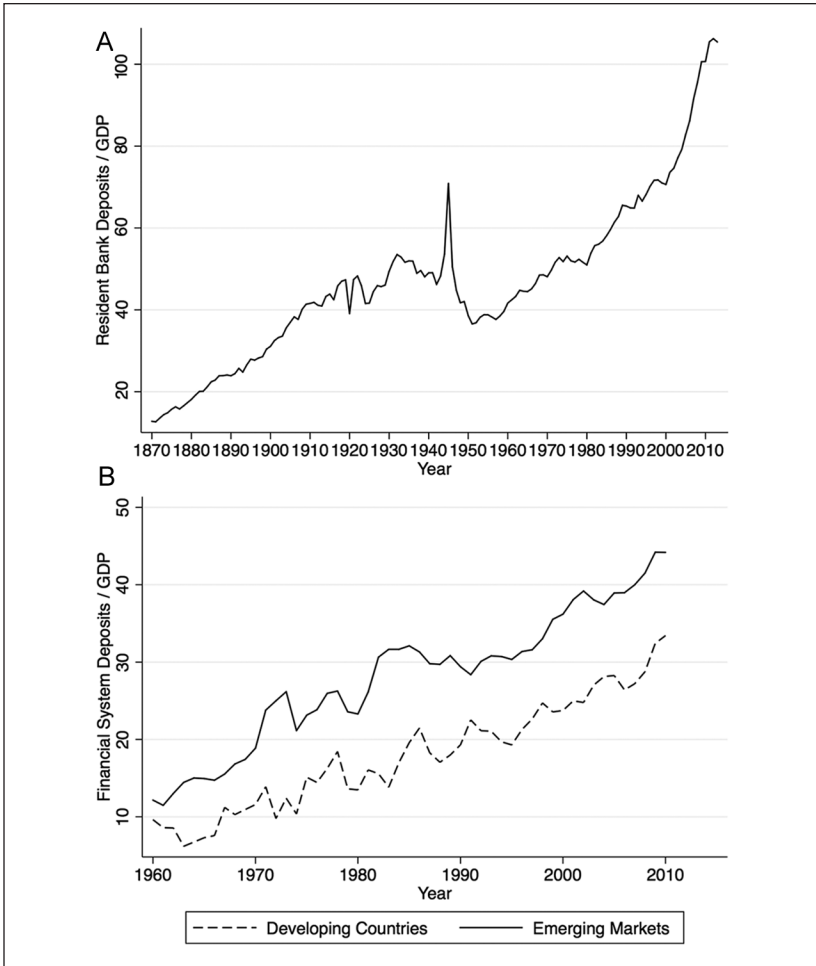 A
Resident Bank Deposits / GDP
100
80
60
40
20
1870 1880 1890 1900 1910 1920 1930 1940 1950 1960 1970 1980 1990 2000 2010
Year
B
Financial System Deposits / GDP
50
40
30
20
10
1960 1970 1980 1990 2000 2010
Year
Developing Countries Emerging Markets